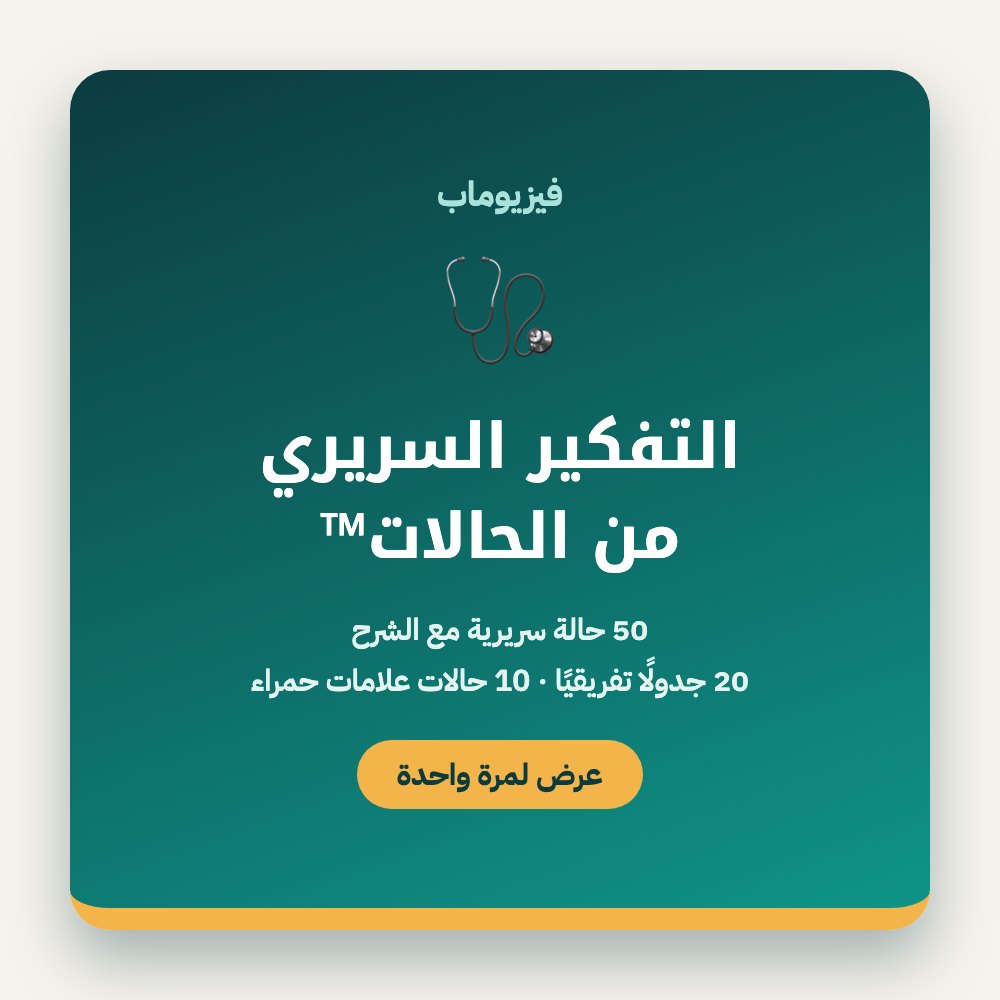 فيزيوماب
التفكير السريري
من الحالات™
50 حالة سريرية مع الشرح
20 جدولًا تفريقيًا · 10 حالات علامات حمراء
عرض لمرة واحدة